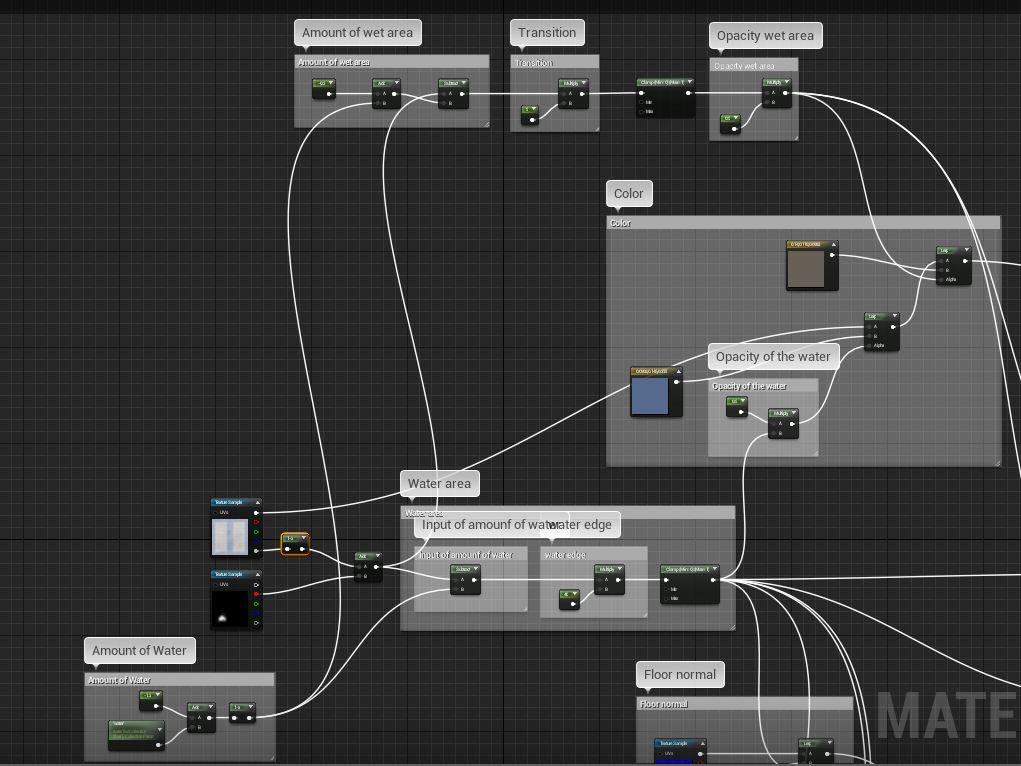 Amount of wet area
Transition
Opacity wet area
Amount of wet area
Transition
Opacity wet area
Add
Subtract
Multiply
Multiply
A
B
A
B
A
B
A
B
Min
Max
Color
Color
Lerp
A
B
Alpha
Lerp
A
B
Alpha
Opacity of the water
Opacity of the water
Multiply
A
B
Water area
Water area
Input of amounf of water
water edge
Input of amount of water
water edge
Texture Sample
UVs
1-x
Add
A
B
Subtract
A
B
Multiply
A
B
Min
Max
Texture Sample
UVs
Amount of Water
Amount of Water
Add
A
B
1-x
Floor normal
Floor normal
Texture Sample
UVs
Lerp
A
MATE